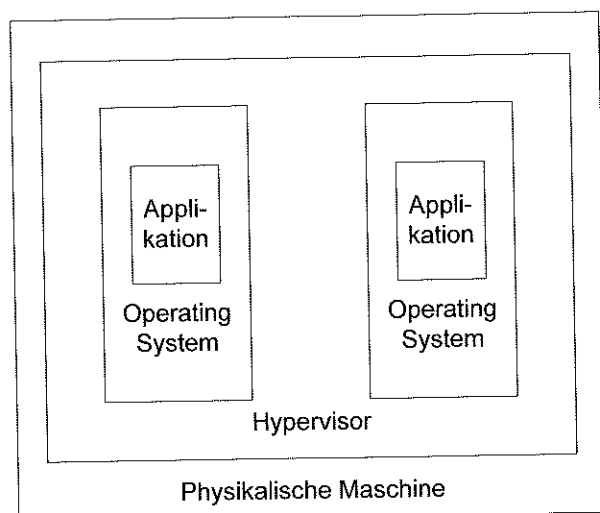 Appli-
kation
Operating
System
Appli-
kation
Operating
System
Hypervisor
Physikalische Maschine